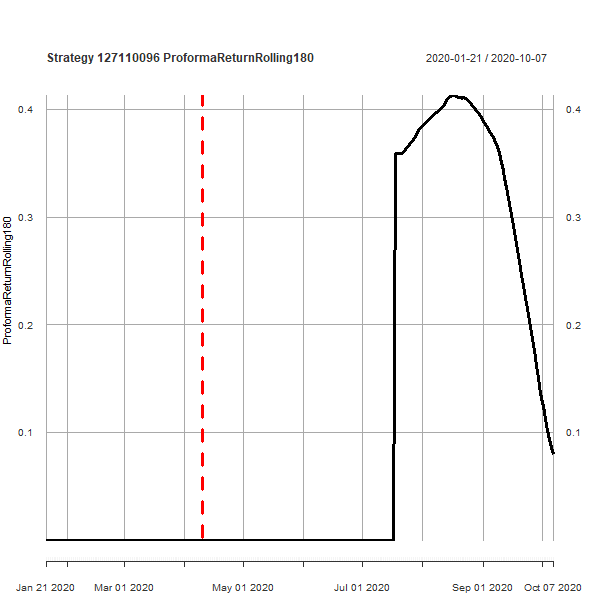 Strategy 127110096 ProformaReturnRolling180
2020-01-21 / 2020-10-07
ProformaReturnRolling180
0.4
0.3
0.2
0.1
0.4
0.3
0.2
0.1
Jan 21 2020
Mar 01 2020
May 01 2020
Jul 01 2020
Sep 01 2020
Oct 07 2020